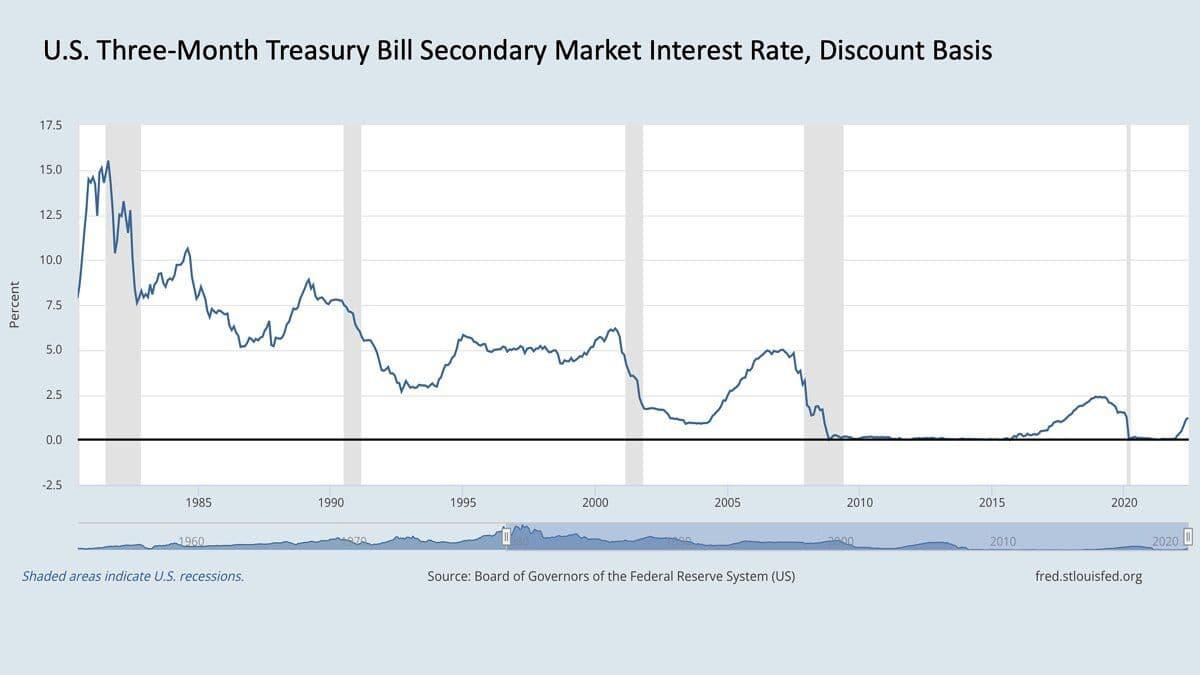 U.S. Three-Month Treasury Bill Secondary Market Interest Rate, Discount Basis
17.5
15.0
12.5
10.0
7.5
5.0
2.5
0.0
-2.5
Percent
1985 1990 1995 2000 2005 2010 2015 2020
1960 1970 2000 2010 2020
Shaded areas indicate U.S. recessions. Source: Board of Governors of the Federal Reserve System (US) fred.stlouisfed.org